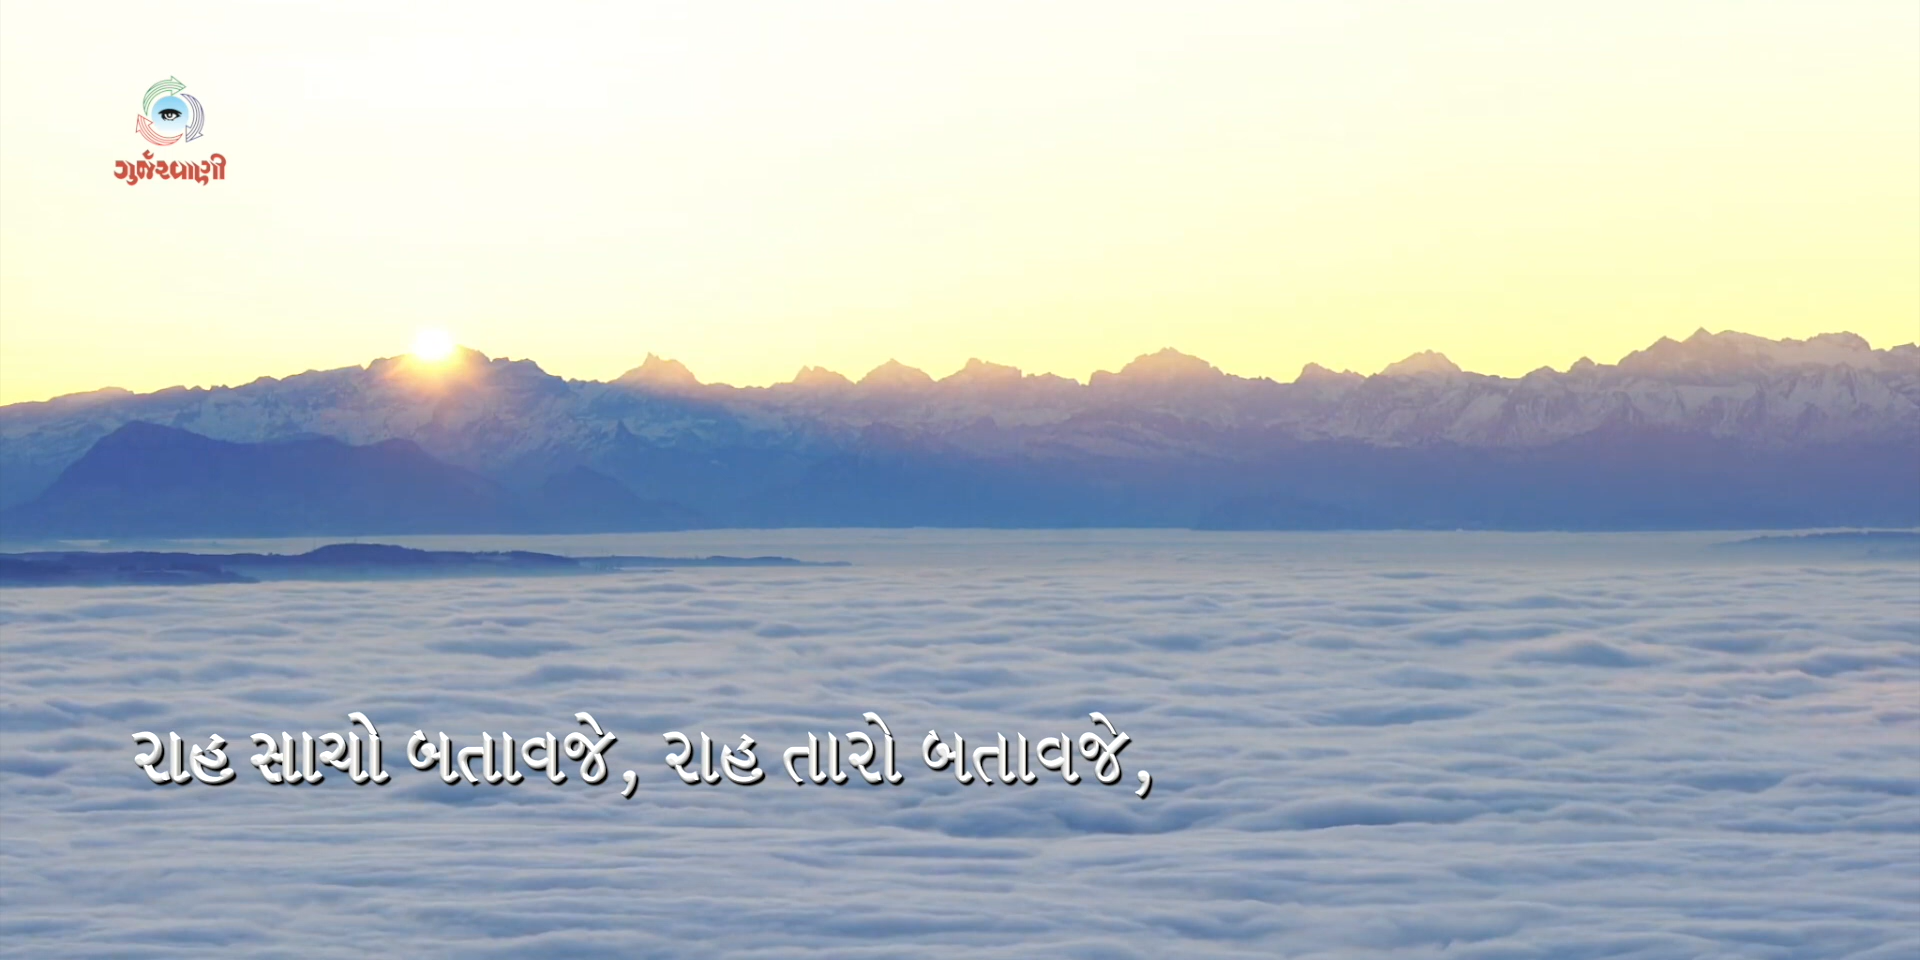 ગુર્જરવાણી
રાહ સાચો બતાવજે, રાહ તારો બતાવજે,